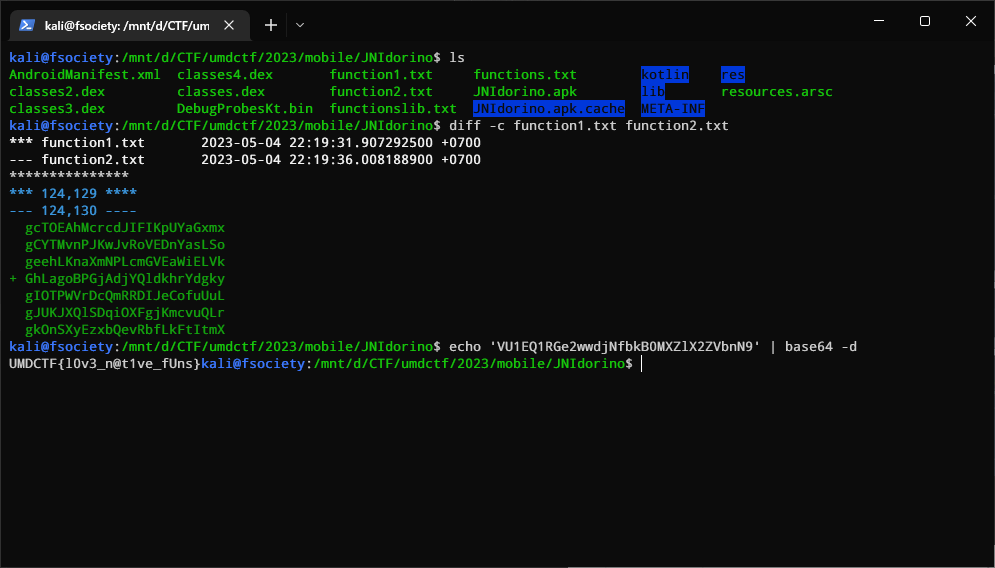 kali@fsociety: /mnt/d/CTF/um
kali@fsociety:/mnt/d/CTF/umdctf/2023/mobile/JNIdorino$ ls
AndroidManifest.xml classes4.dex function1.txt functions.txt kotlin res
classes2.dex classes.dex function2.txt JNIdorino.apk lib resources.arsc
classes3.dex DebugProbesKt.bin functionslib.txt JNIdorino.apk.cache META-INF
kali@fsociety:/mnt/d/CTF/umdctf/2023/mobile/JNIdorino$ diff -c function1.txt function2.txt
*** function1.txt 2023-05-04 22:19:31.907292500 +0700
--- function2.txt 2023-05-04 22:19:36.008188900 +0700
***************
*** 124,129 ****
--- 124,130 ----
gcTOEAhMcrcdJIFIKpUYaGxmx
gCYTMvnPJKwJvRoVEDnYasLSo
geehLKnaXmNPLcmGVEaWiELVk
+ GhLagoBPGjAdjYQldkhrYdgky
gIOTPWVrDcQmRRDIJeCofuUuL
gJUKJXQlSDqiOXFgjKmcvuQLr
gkOnSXyEzxbQevRbfLkFtItmX
kali@fsociety:/mnt/d/CTF/umdctf/2023/mobile/JNIdorino$ echo 'VU1EQ1RGe2wwdjNfbkB0MXZlX2ZVbnN9' | base64 -d
UMDCTF{l0v3_n@t1ve_fUns}kali@fsociety:/mnt/d/CTF/umdctf/2023/mobile/JNIdorino$